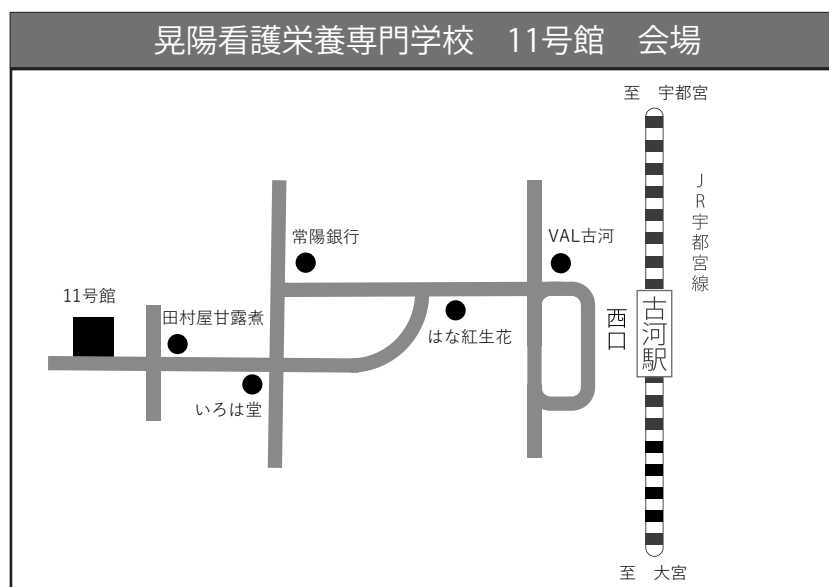 晃陽看護栄養専門学校　11号館　会場
至　宇都宮
JR宇都宮線
常陽銀行
VAL古河
11号館
田村屋甘露煮
はな紅生花
西口
古河駅
いろは堂
至　大宮